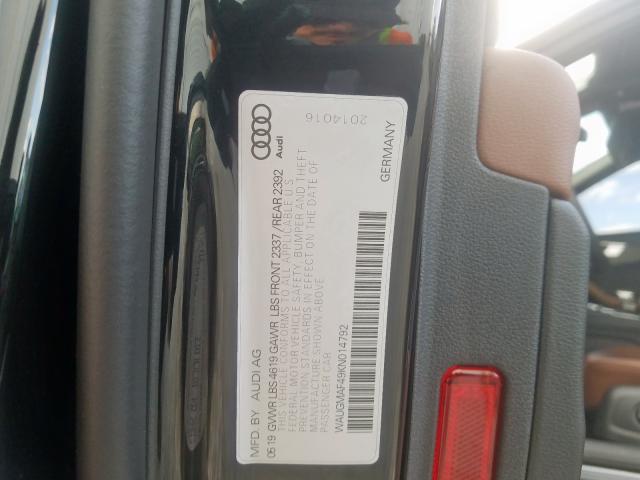 MFD. BY AUDI AG
05 19 GVWR LBS 4619 GAWR LBS FRONT 2337 / REAR 2392
THIS VEHICLE CONFORMS TO ALL APPLICABLE U.S.
FEDERAL MOTOR VEHICLE SAFETY, BUMPER AND THEFT
PREVENTION STANDARDS IN EFFECT ON THE DATE OF
MANUFACTURE SHOWN ABOVE
PASSENGER CAR
WAUGMAF49KN014792
Audi
2014016
GERMANY